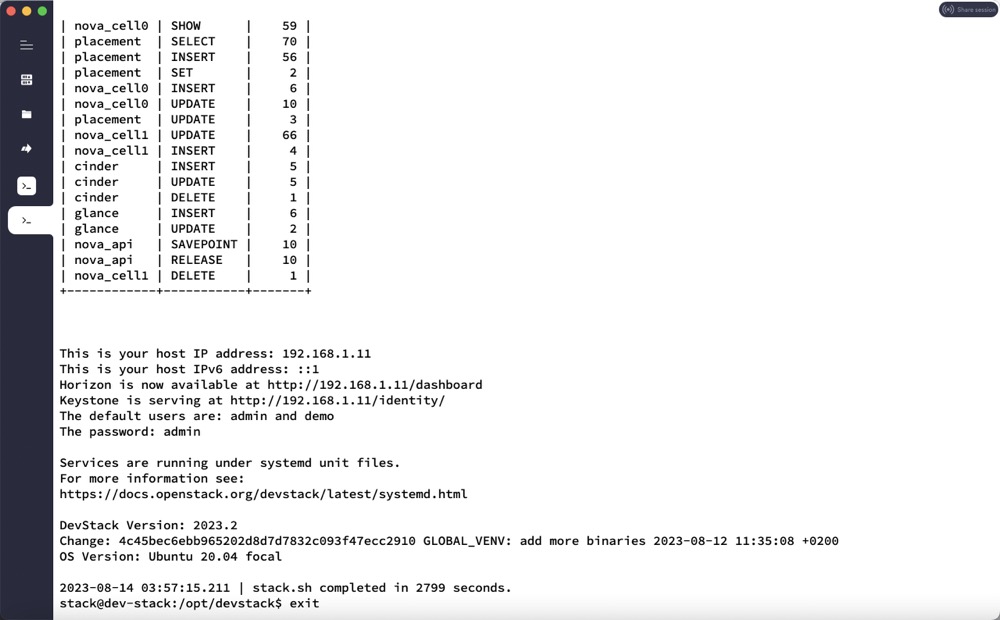 Share session
| nova_cell0 | SHOW      |    59 |
| placement  | SELECT    |    70 |
| placement  | INSERT    |    56 |
| placement  | SET       |     2 |
| nova_cell0 | INSERT    |     6 |
| nova_cell0 | UPDATE    |    10 |
| placement  | UPDATE    |     3 |
| nova_cell1 | UPDATE    |    66 |
| nova_cell1 | INSERT    |     4 |
| cinder     | INSERT    |     5 |
| cinder     | UPDATE    |     5 |
| cinder     | DELETE    |     1 |
| glance     | INSERT    |     6 |
| glance     | UPDATE    |     2 |
| nova_api   | SAVEPOINT |    10 |
| nova_api   | RELEASE   |    10 |
| nova_cell1 | DELETE    |     1 |
+------------+-----------+-------+
This is your host IP address: 192.168.1.11
This is your host IPv6 address: ::1
Horizon is now available at http://192.168.1.11/dashboard
Keystone is serving at http://192.168.1.11/identity/
The default users are: admin and demo
The password: admin
Services are running under systemd unit files.
For more information see:
https://docs.openstack.org/devstack/latest/systemd.html
DevStack Version: 2023.2
Change: 4c45bec6ebb965202d8d7d7832c093f47ecc2910 GLOBAL_VENV: add more binaries 2023-08-12 11:35:08 +0200
OS Version: Ubuntu 20.04 focal
2023-08-14 03:57:15.211 | stack.sh completed in 2799 seconds.
stack@dev-stack:/opt/devstack$ exit